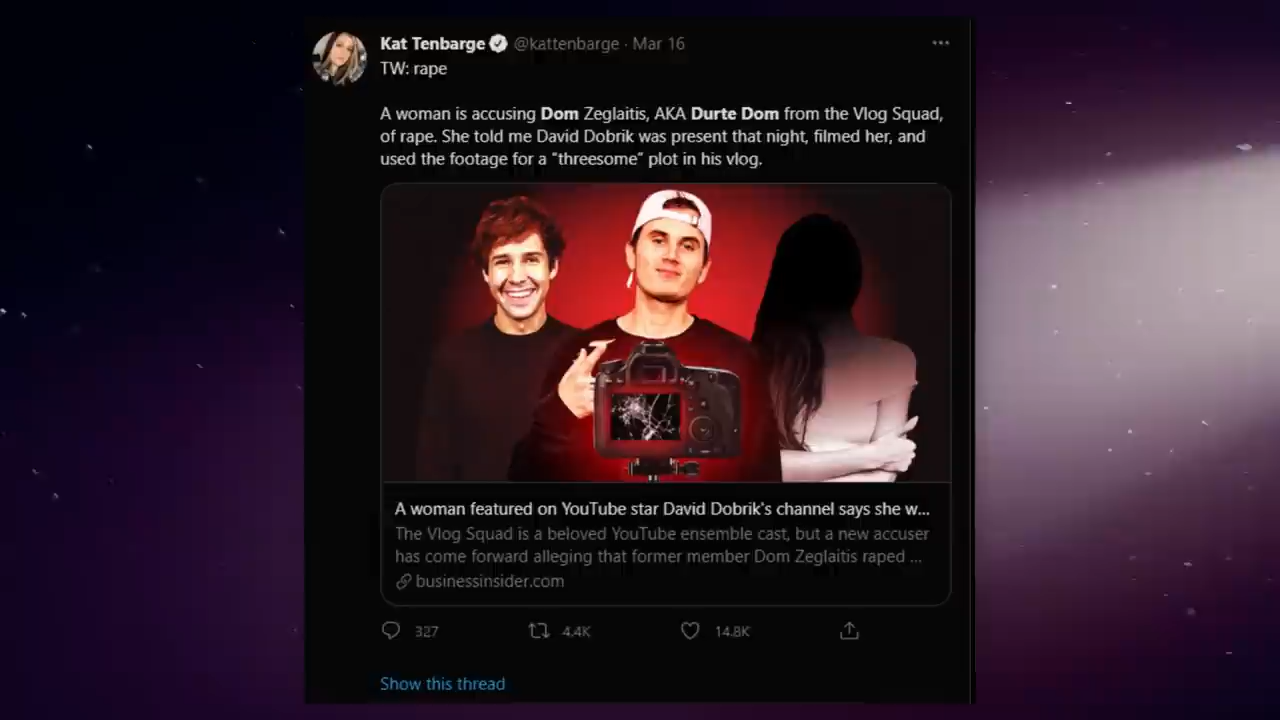 Kat Tenbarge @kattenbarge · Mar 16
TW: rape
A woman is accusing Dom Zeglaitis, AKA Durte Dom from the Vlog Squad,
of rape. She told me David Dobrik was present that night, filmed her, and
used the footage for a “threesome” plot in his vlog.
A woman featured on YouTube star David Dobrik's channel says she w...
The Vlog Squad is a beloved YouTube ensemble cast, but a new accuser
has come forward alleging that former member Dom Zeglaitis raped ...
businessinsider.com
327 4.4K 14.8K
Show this thread